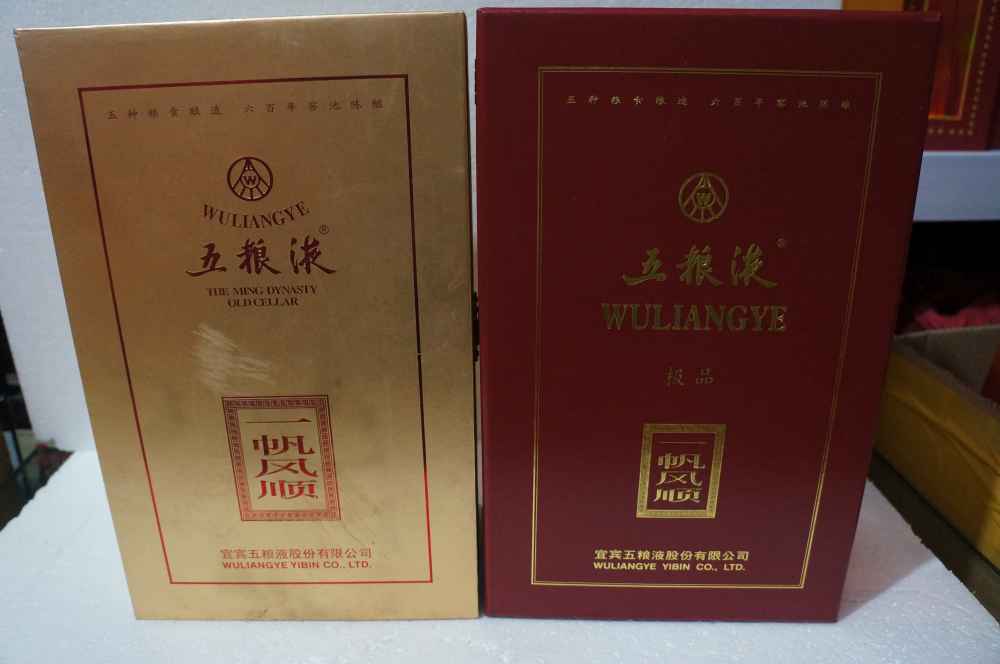 五种粮食酿造 六百年窖池陈酿
W
WULIANGYE
五粮液®
THE MING DYNASTY
OLD CELLAR
一
帆
风
顺
宜宾五粮液股份有限公司
WULIANGYE YIBIN CO., LTD.
五种粮食酿造 六百年窖池陈酿
W
五粮液®
WULIANGYE
极品
一
帆
风
顺
宜宾五粮液股份有限公司
WULIANGYE YIBIN CO., LTD.